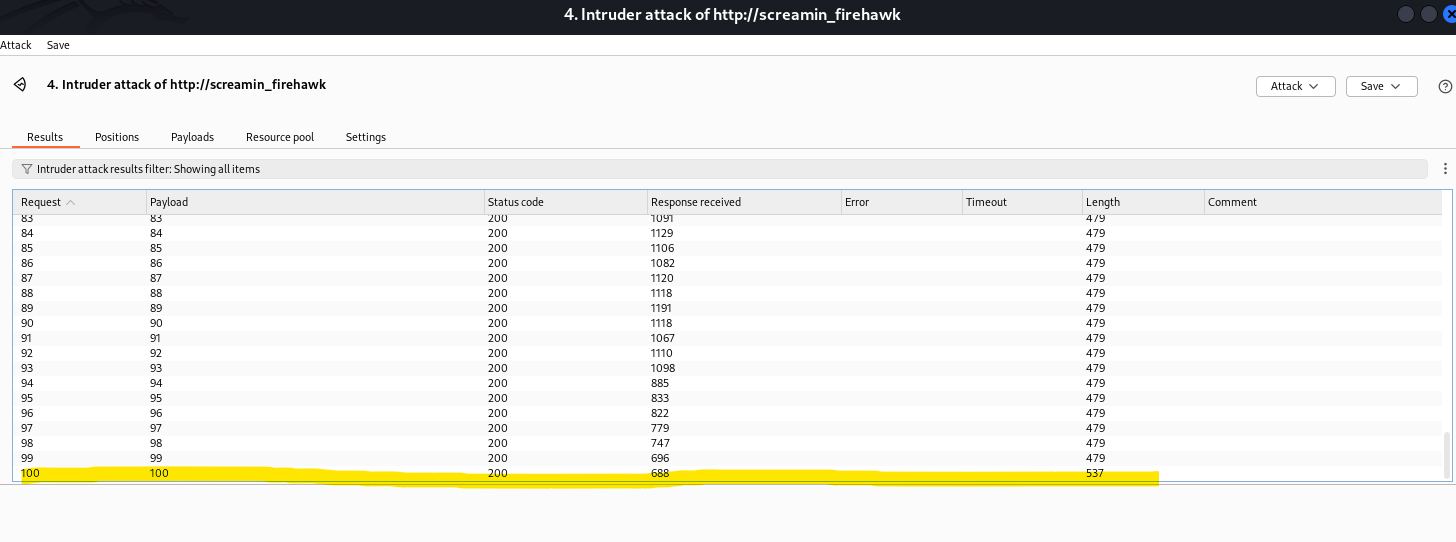 4. Intruder attack of http://screamin_firehawk
Attack Save
4. Intruder attack of http://screamin_firehawk Attack Save
Results Positions Payloads Resource pool Settings
Intruder attack results filter: Showing all items
Request Payload Status code Response received Error Timeout Length Comment
83 83 200 1091 479
84 84 200 1129 479
85 85 200 1106 479
86 86 200 1082 479
87 87 200 1120 479
88 88 200 1118 479
89 89 200 1191 479
90 90 200 1118 479
91 91 200 1067 479
92 92 200 1110 479
93 93 200 1098 479
94 94 200 885 479
95 95 200 833 479
96 96 200 822 479
97 97 200 779 479
98 98 200 747 479
99 99 200 696 479
100 100 200 688 537